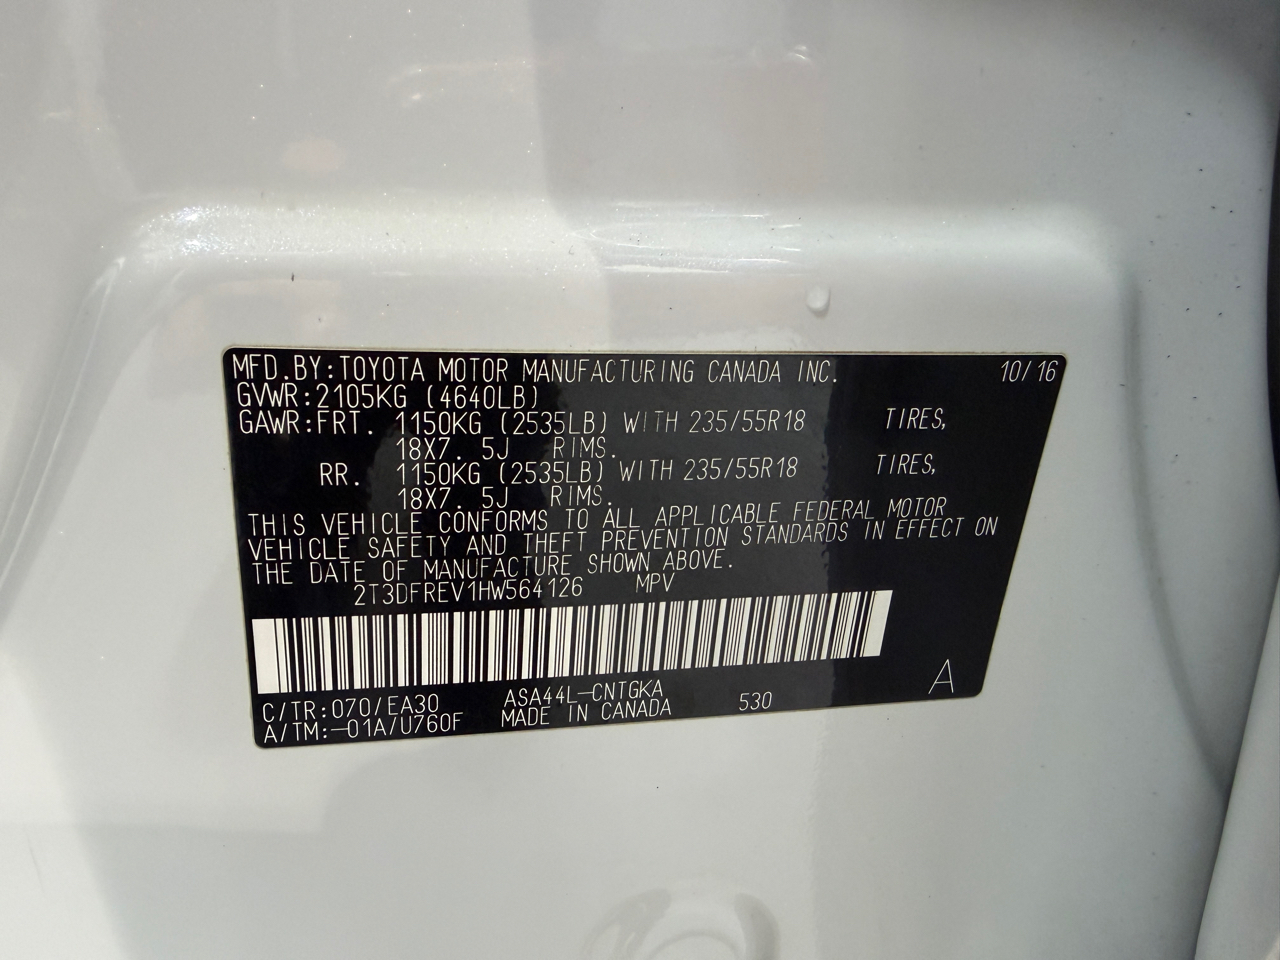 MFD.BY:TOYOTA MOTOR MANUFACTURING CANADA INC. 10/16
GVWR:2105KG (4640LB)
GAWR:FRT. 1150KG (2535LB) WITH 235/55R18 TIRES,
18X7.5J RIMS.
RR. 1150KG (2535LB) WITH 235/55R18 TIRES,
18X7.5J RIMS.
THIS VEHICLE CONFORMS TO ALL APPLICABLE FEDERAL MOTOR
VEHICLE SAFETY AND THEFT PREVENTION STANDARDS IN EFFECT ON
THE DATE OF MANUFACTURE SHOWN ABOVE.
2T3DFREV1HW564126 MPV
C/TR:070/EA30 ASA44L-CNTGKA 530 A
A/TM:-01A/U760F MADE IN CANADA